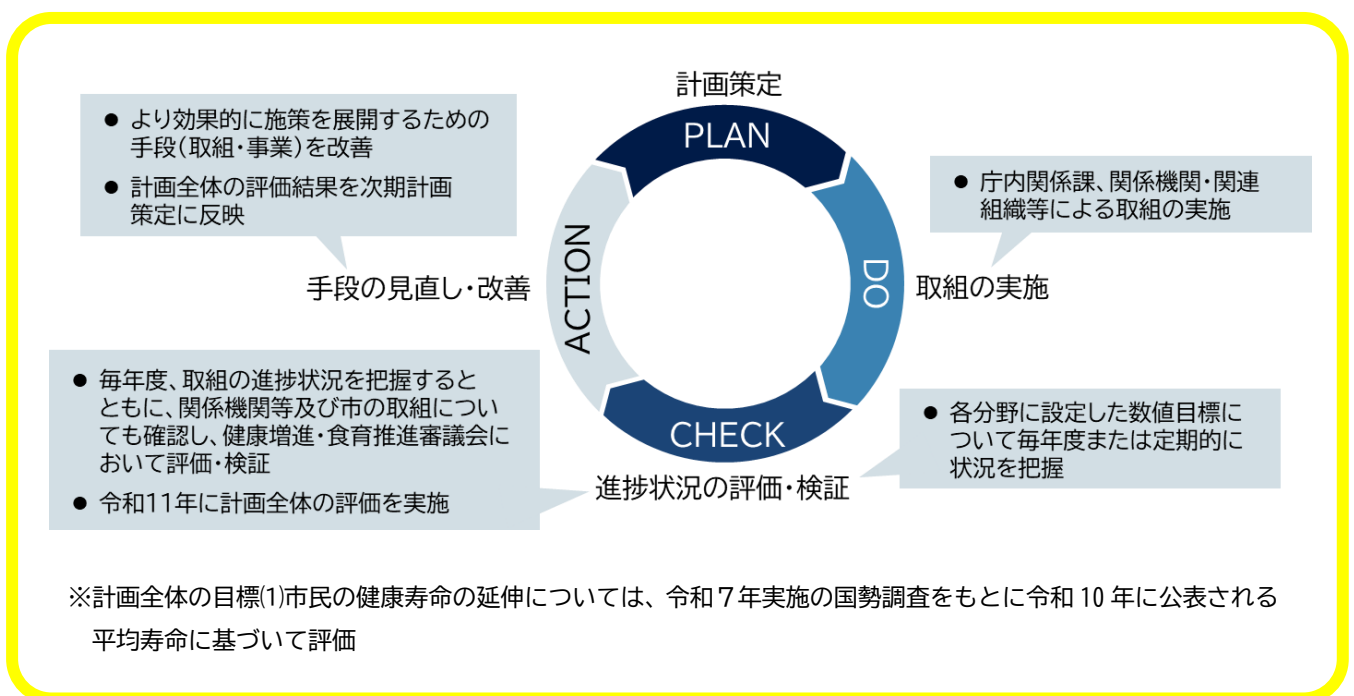 計画策定
PLAN
● より効果的に施策を展開するための
手段(取組・事業)を改善
● 計画全体の評価結果を次期計画
策定に反映
手段の見直し・改善
ACTION
DO
取組の実施
● 庁内関係課、関係機関・関連
組織等による取組の実施
● 毎年度、取組の進捗状況を把握すると
ともに、関係機関等及び市の取組につい
ても確認し、健康増進・食育推進審議会に
おいて評価・検証
● 令和11年に計画全体の評価を実施
CHECK
進捗状況の評価・検証
● 各分野に設定した数値目標に
ついて毎年度または定期的に
状況を把握
※計画全体の目標⑴市民の健康寿命の延伸については、令和７年実施の国勢調査をもとに令和 10 年に公表される
平均寿命に基づいて評価